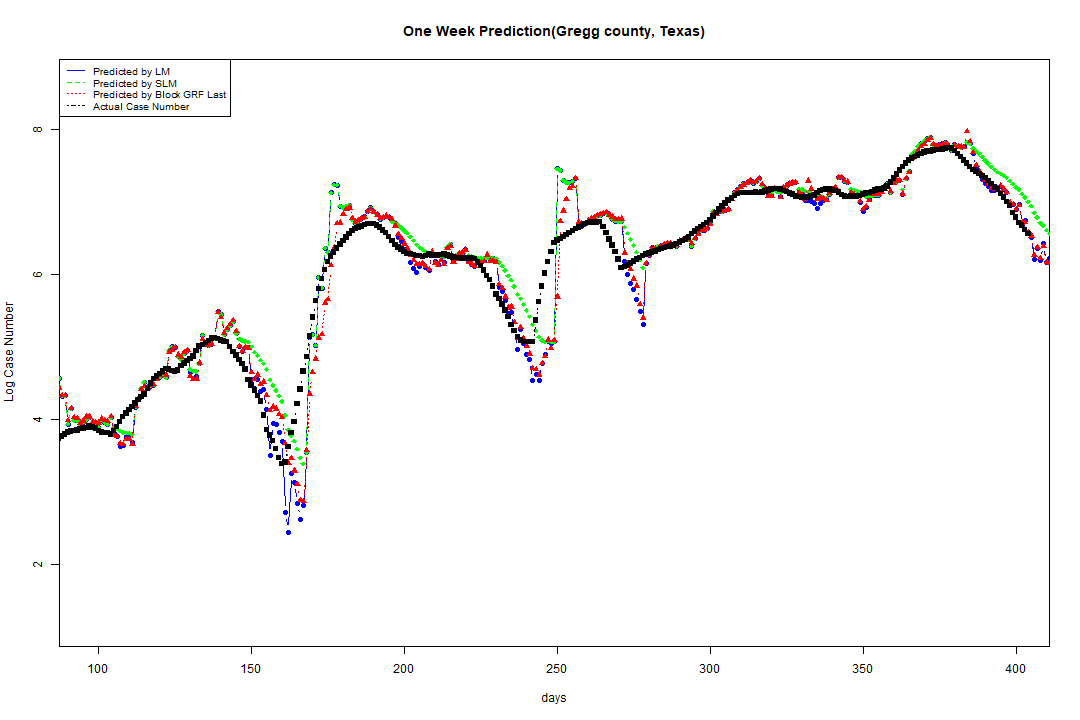 One Week Prediction(Gregg county, Texas)
Predicted by LM
Predicted by SLM
Predicted by Block GRF Last
Actual Case Number
8
6
4
2
Log Case Number
100 150 200 250 300 350 400
days